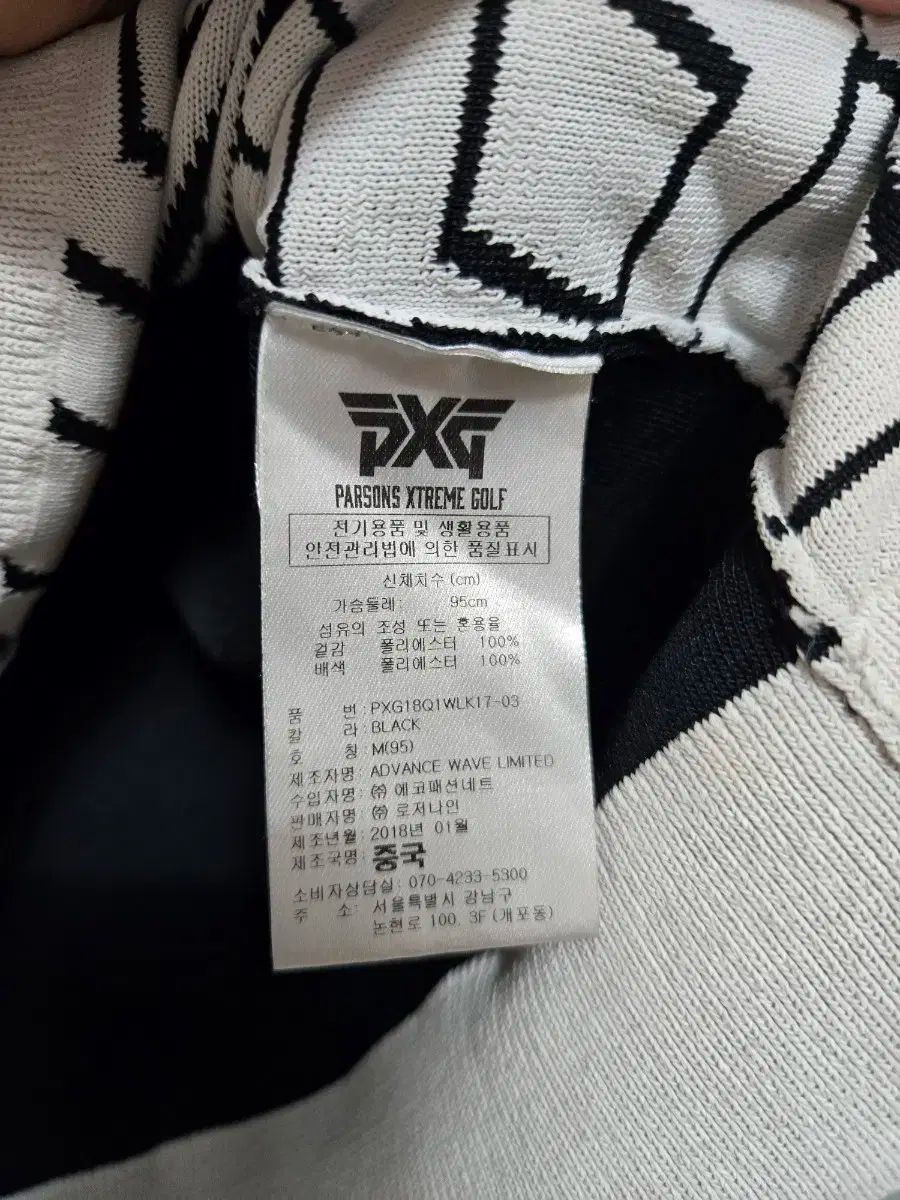 PXG
PARSONS XTREME GOLF
전기용품 및 생활용품
안전관리법에 의한 품질표시
신체치수 (cm)
가슴둘레: 95cm
섬유의 조성 또는 혼용율
겉감 폴리에스터 100%
배색 폴리에스터 100%
품 번: PXG18Q1WLK17-03
칼 라: BLACK
호 칭: M(95)
제조자명: ADVANCE WAVE LIMITED
수입자명: ㈜ 에코패션네트
판매자명: ㈜ 로저나인
제조년월: 2018년 01월
제조국명: 중국
소비자상담실: 070-4233-5300
주 소: 서울특별시 강남구
논현로 100. 3F (개포동)